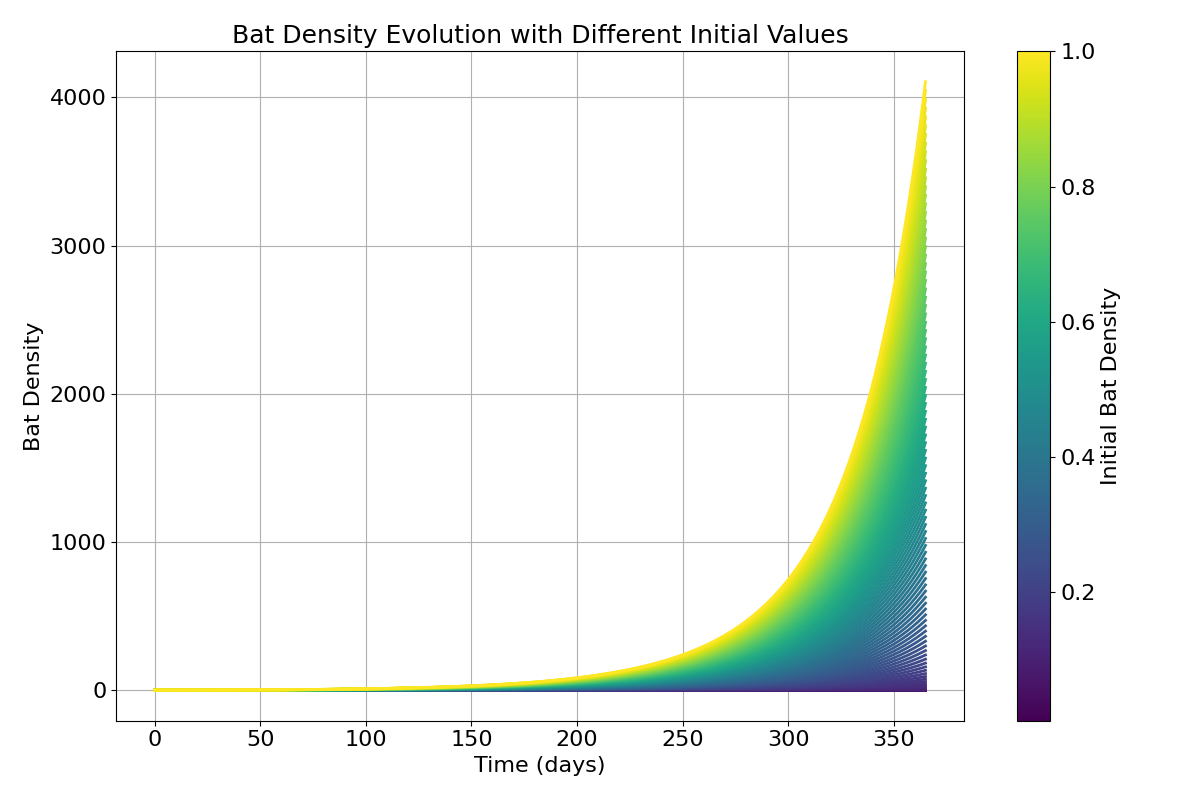 Bat Density Evolution with Different Initial Values
Bat Density
4000
3000
2000
1000
0
0 50 100 150 200 250 300 350
Time (days)
1.0
0.8
0.6
0.4
0.2
Initial Bat Density